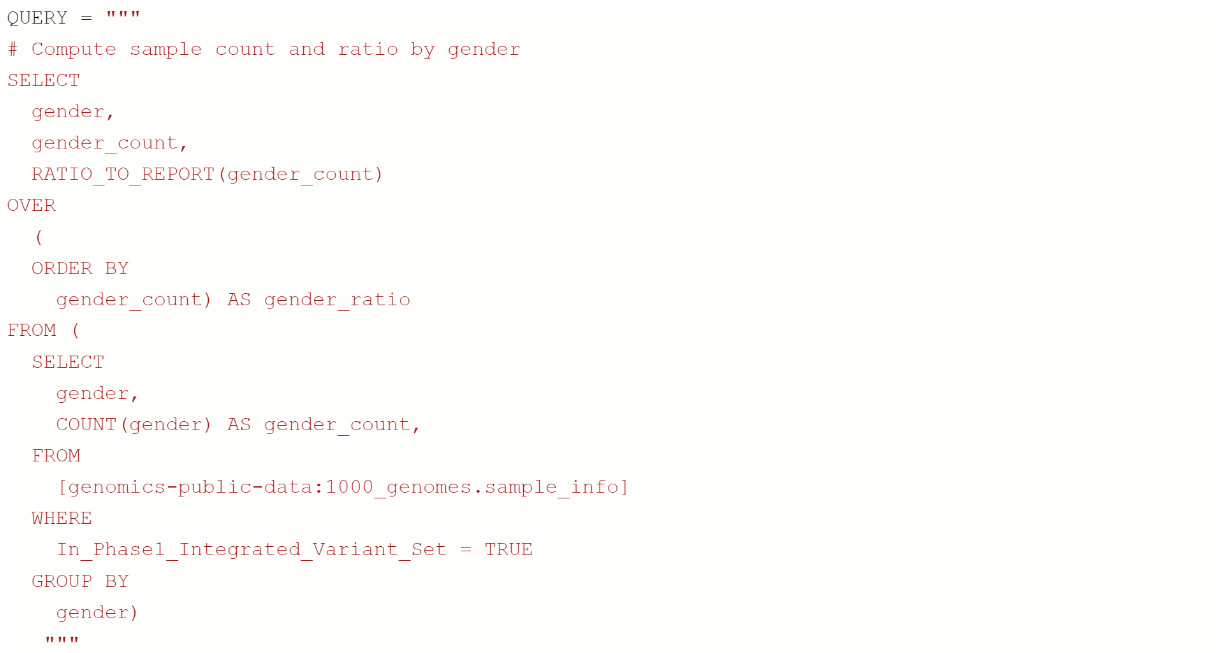 QUERY = """
# Compute sample count and ratio by gender
SELECT
  gender,
  gender_count,
  RATIO_TO_REPORT(gender_count)
OVER
  (
  ORDER BY
    gender_count) AS gender_ratio
FROM (
  SELECT
    gender,
    COUNT(gender) AS gender_count,
  FROM
    [genomics-public-data:1000_genomes.sample_info]
  WHERE
    In_Phase1_Integrated_Variant_Set = TRUE
  GROUP BY
    gender)
   """